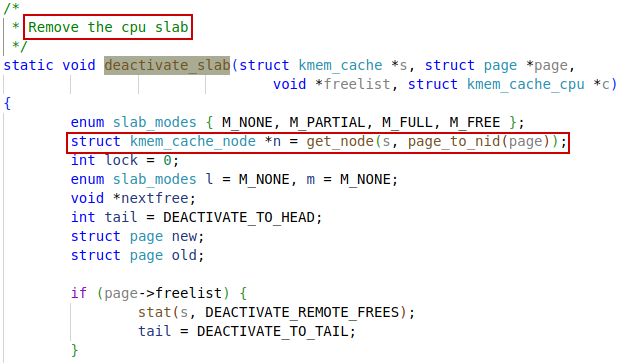 /*
 * Remove the cpu slab
 */
static void deactivate_slab(struct kmem_cache *s, struct page *page,
                                void *freelist, struct kmem_cache_cpu *c)
{
        enum slab_modes { M_NONE, M_PARTIAL, M_FULL, M_FREE };
        struct kmem_cache_node *n = get_node(s, page_to_nid(page));
        int lock = 0;
        enum slab_modes l = M_NONE, m = M_NONE;
        void *nextfree;
        int tail = DEACTIVATE_TO_HEAD;
        struct page new;
        struct page old;

        if (page->freelist) {
                stat(s, DEACTIVATE_REMOTE_FREES);
                tail = DEACTIVATE_TO_TAIL;
        }